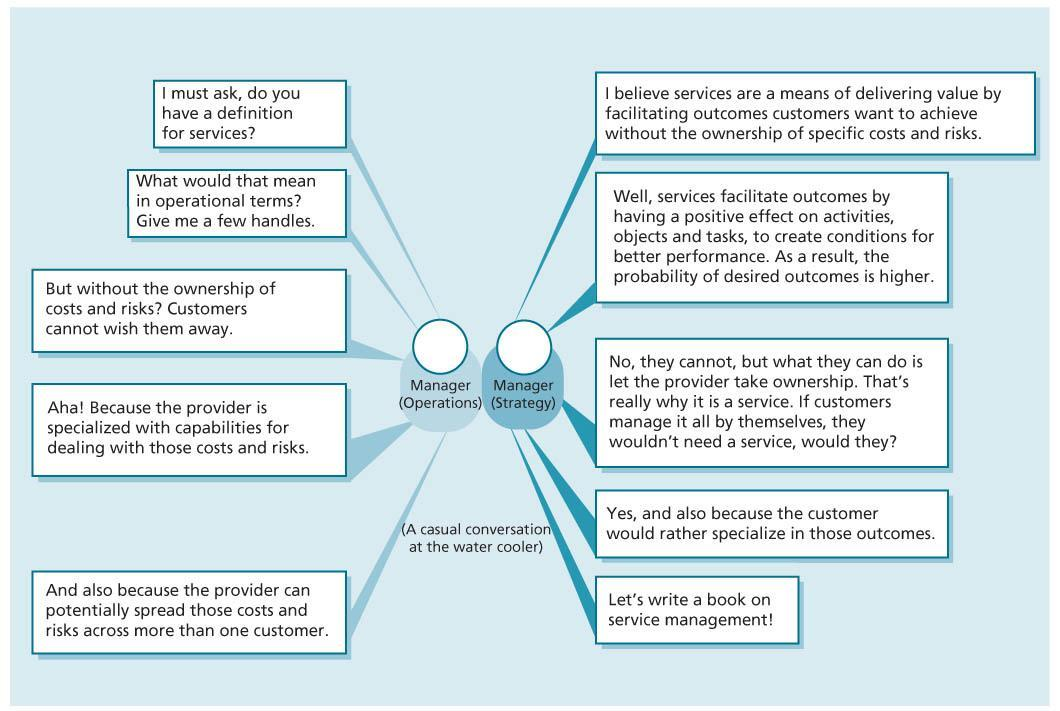 I must ask, do you
have a definition
for services?
I believe services are a means of delivering value by
facilitating outcomes customers want to achieve
without the ownership of specific costs and risks.
What would that mean
in operational terms?
Give me a few handles.
Well, services facilitate outcomes by
having a positive effect on activities,
objects and tasks, to create conditions for
better performance. As a result, the
probability of desired outcomes is higher.
But without the ownership of
costs and risks? Customers
cannot wish them away.
No, they cannot, but what they can do is
let the provider take ownership. That's
really why it is a service. If customers
manage it all by themselves, they
wouldn't need a service, would they?
Aha! Because the provider is
specialized with capabilities for
dealing with those costs and risks.
Yes, and also because the customer
would rather specialize in those outcomes.
And also because the provider can
potentially spread those costs and
risks across more than one customer.
Let's write a book on
service management!
Manager
(Operations)
Manager
(Strategy)
(A casual conversation
at the water cooler)